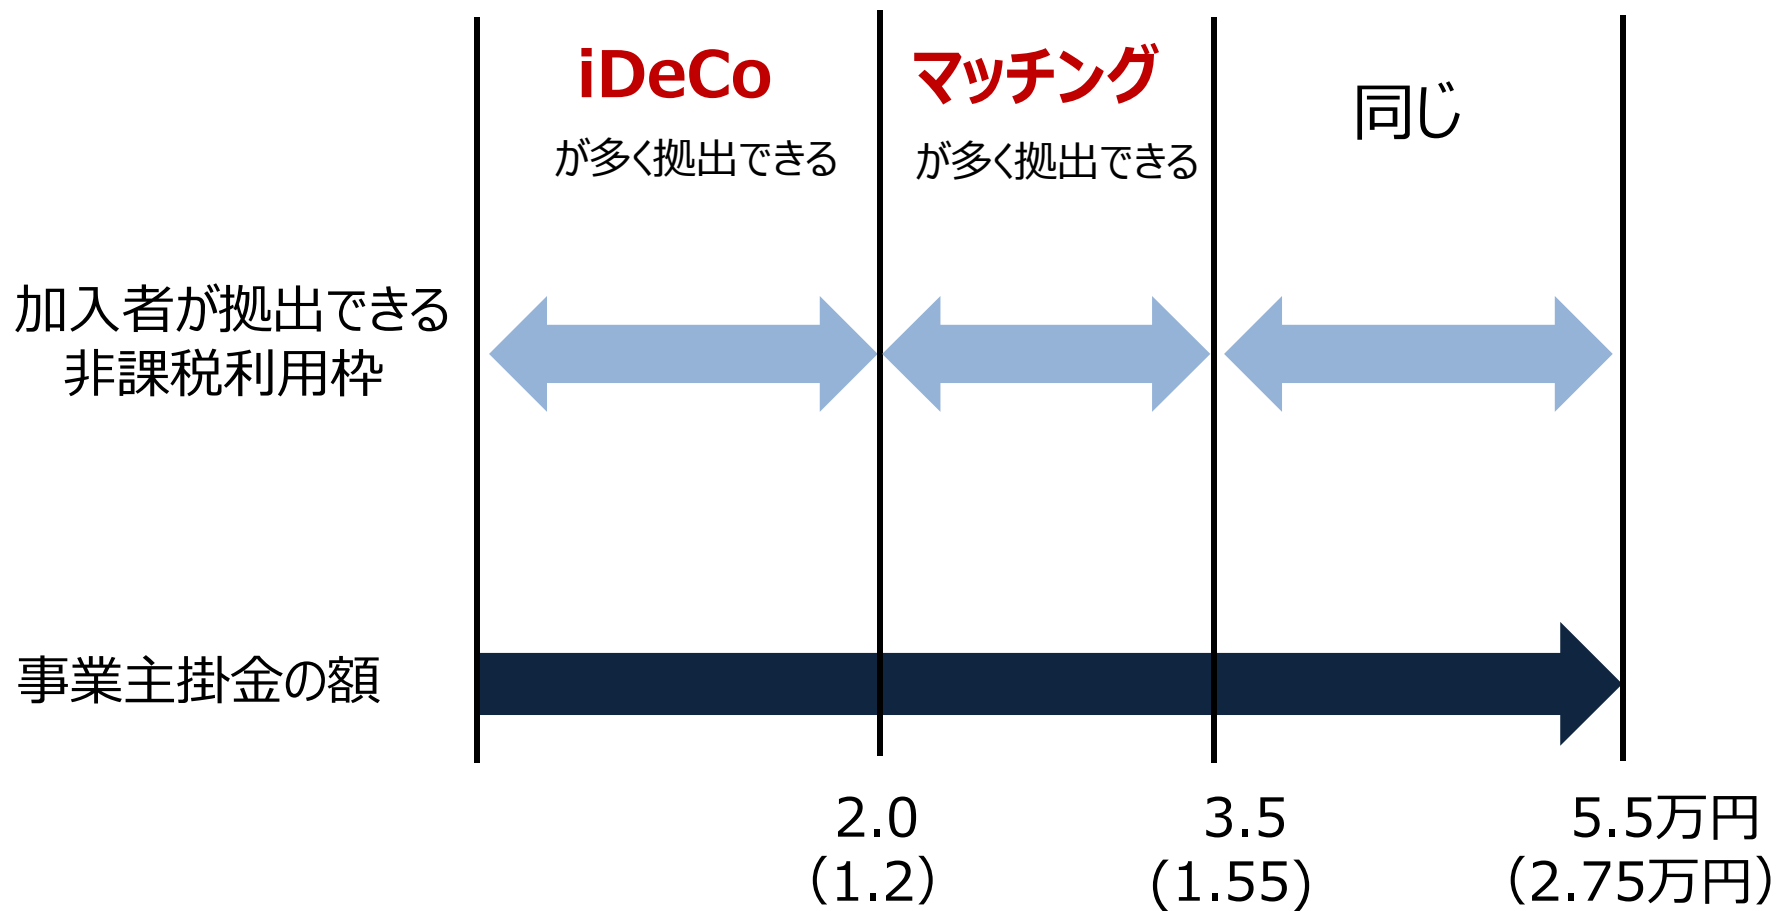 iDeCo
が多く拠出できる
マッチング
が多く拠出できる
同じ
加入者が拠出できる
非課税利用枠
事業主掛金の額
2.0
（1.2）
3.5
（1.55）
5.5万円
（2.75万円）